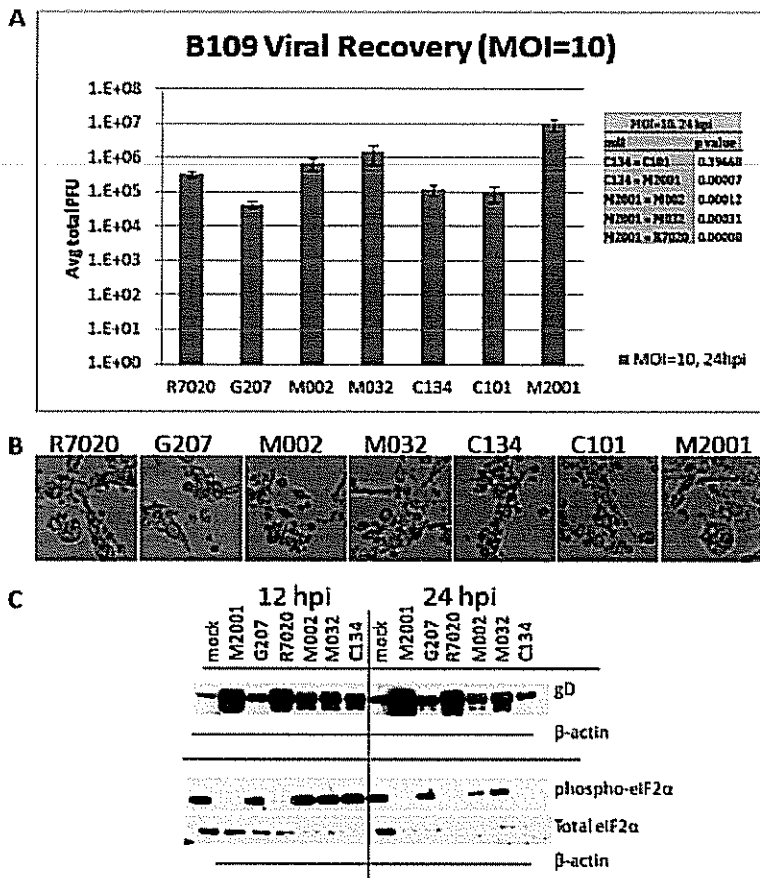 A
B109 Viral Recovery (MOI=10)
1.E+08
1.E+07
1.E+06
1.E+05
1.E+04
1.E+03
1.E+02
1.E+01
1.E+00
Avg total PFU
R7020 G207 M002 M032 C134 C101 M2001
MOI=10, 24hpi
null p value
C134 = C101
C134 = M2001 0.00007
M2001 = M002 0.00012
M2001 = M032 0.00031
M2001 = R7020 0.00008
MOI=10, 24hpi
B
R7020 G207 M002 M032 C134 C101 M2001
C
12 hpi 24 hpi
mock M2001 G207 R7020 M002 M032 C134 mock M2001 G207 R7020 M002 M032 C134
gD
β-actin
phospho-eIF2α
Total eIF2α
β-actin